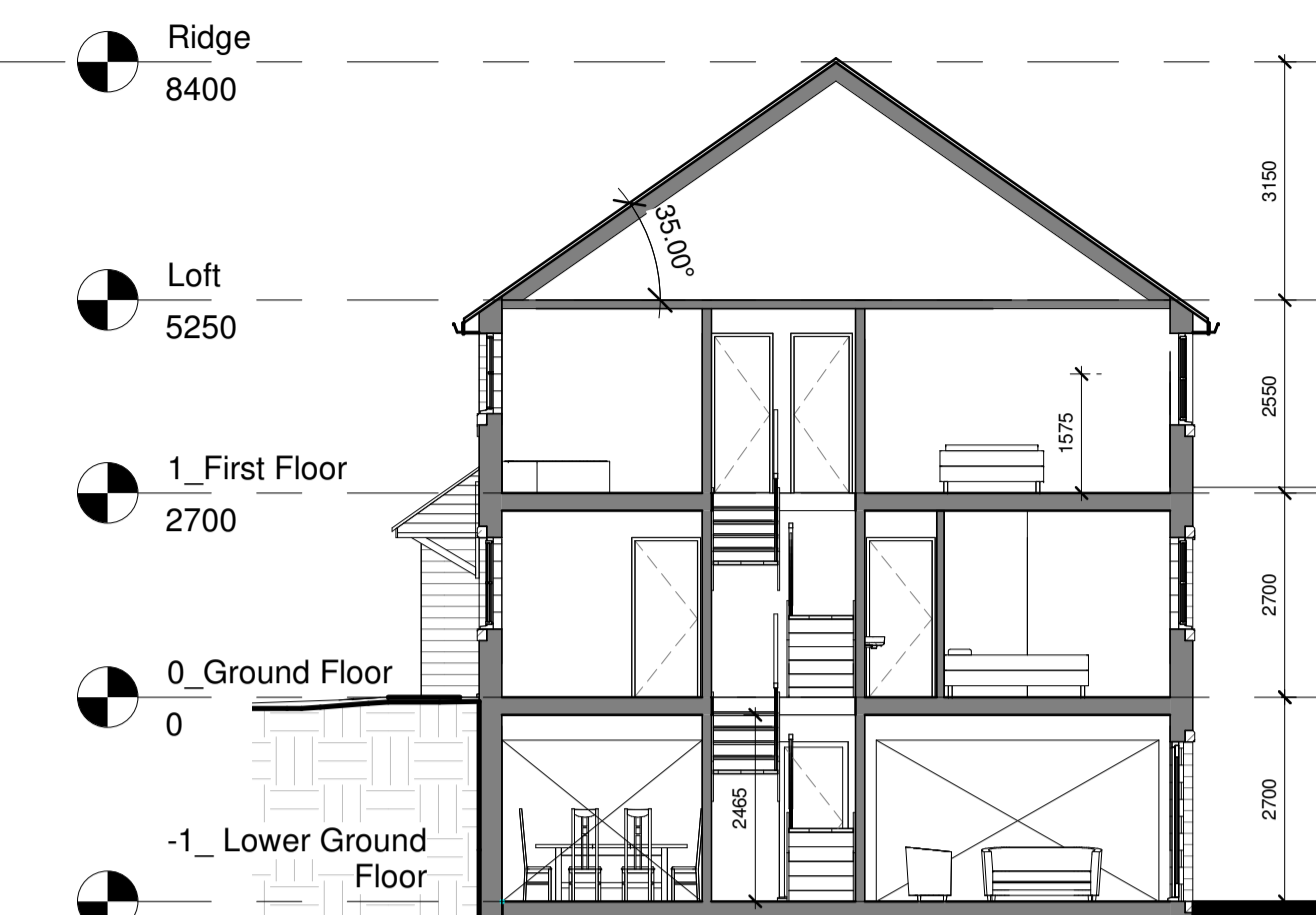 Ridge
8400
3150
35.00°
Loft
5250
2550
1575
1_First Floor
2700
2700
0_Ground Floor
0
2465
2700
-1_ Lower Ground
Floor